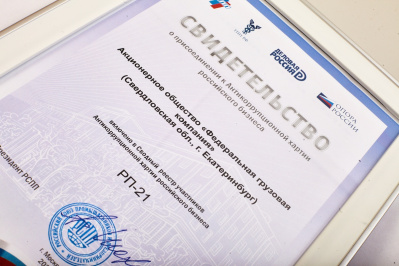 ДЕЛОВАЯ
РОССИЯ
ОПОРА
РОССИИ
СВИДЕТЕЛЬСТВО
о присоединении к Антикоррупционной хартии
российского бизнеса
Акционерное общество «Федеральная грузовая
компания»
(Свердловская обл., г. Екатеринбург)
включено в Сводный реестр участников
Антикоррупционной хартии российского бизнеса
РП-21
РСПП
г. Москва